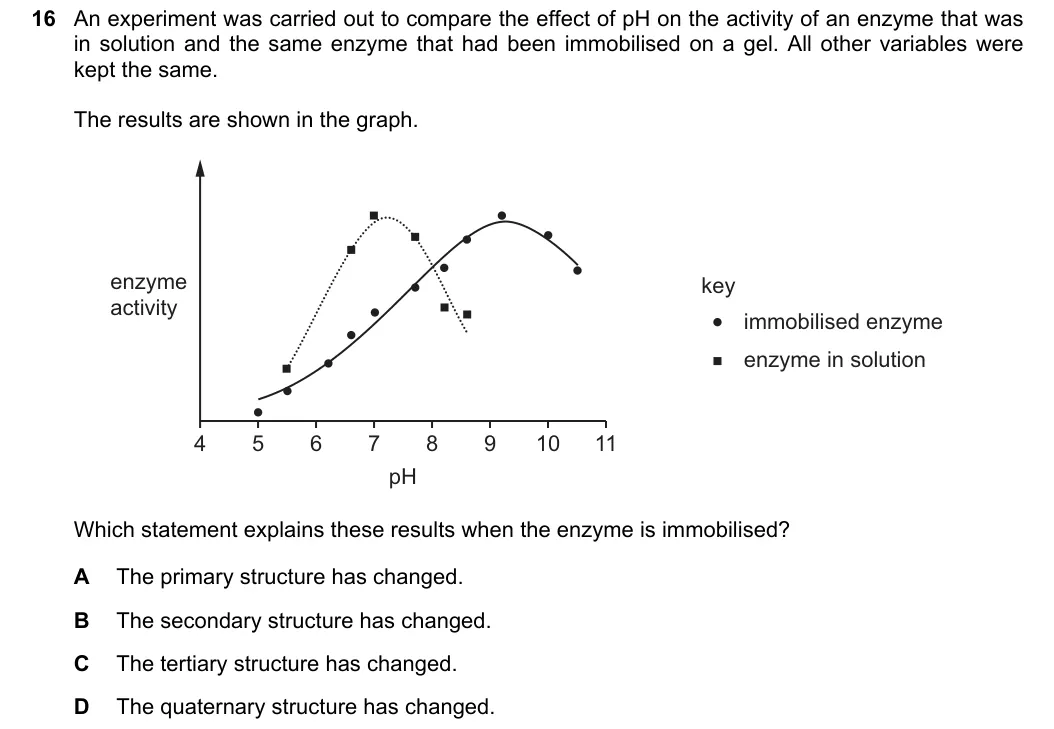 16 An experiment was carried out to compare the effect of pH on the activity of an enzyme that was
in solution and the same enzyme that had been immobilised on a gel. All other variables were
kept the same.
The results are shown in the graph.
enzyme
activity
4 5 6 7 8 9 10 11
pH
key
immobilised enzyme
enzyme in solution
Which statement explains these results when the enzyme is immobilised?
A The primary structure has changed.
B The secondary structure has changed.
C The tertiary structure has changed.
D The quaternary structure has changed.